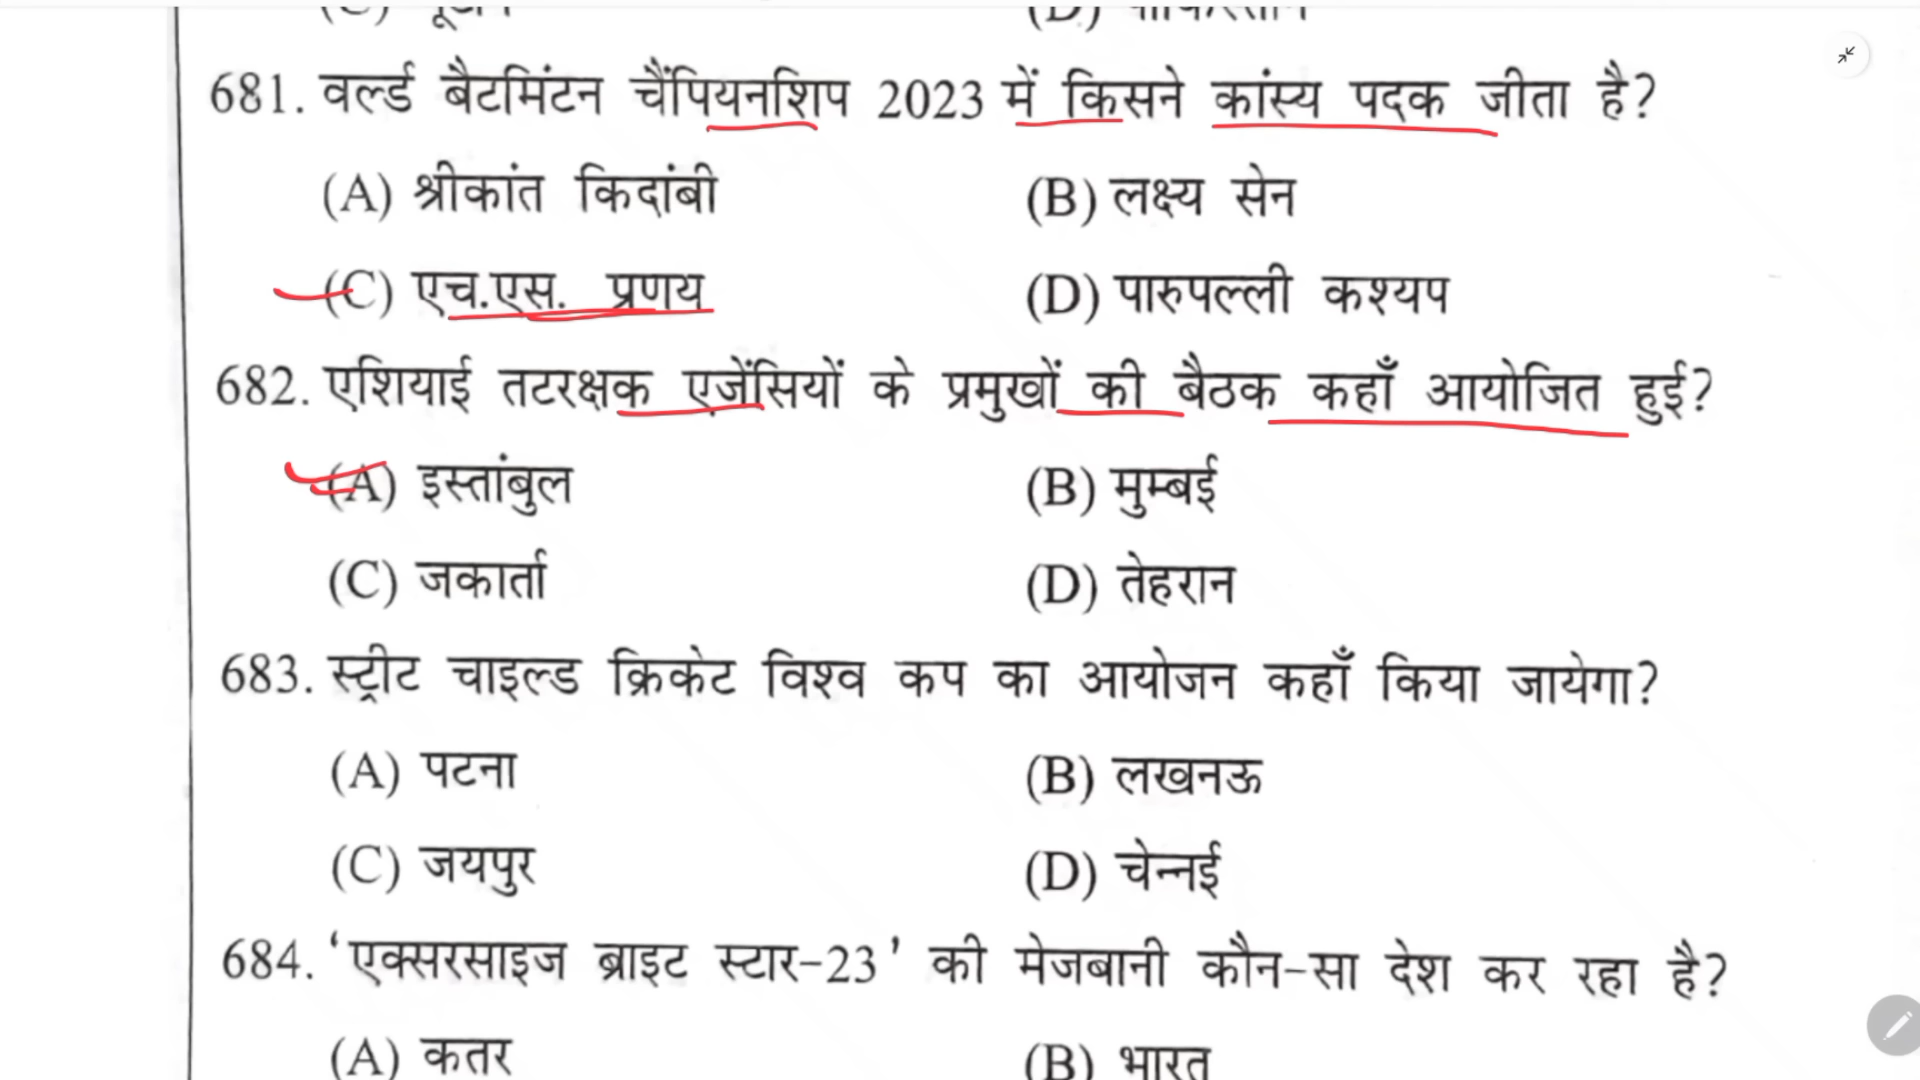 681. वर्ल्ड बैटमिंटन चैंपियनशिप 2023 में किसने कांस्य पदक जीता है?
(A) श्रीकांत किदांबी (B) लक्ष्य सेन
(C) एच.एस. प्रणय (D) पारुपल्ली कश्यप
682. एशियाई तटरक्षक एजेंसियों के प्रमुखों की बैठक कहाँ आयोजित हुई?
(A) इस्तांबुल (B) मुम्बई
(C) जकार्ता (D) तेहरान
683. स्ट्रीट चाइल्ड क्रिकेट विश्व कप का आयोजन कहाँ किया जायेगा?
(A) पटना (B) लखनऊ
(C) जयपुर (D) चेन्नई
684. ‘एक्सरसाइज ब्राइट स्टार-23’ की मेजबानी कौन-सा देश कर रहा है?
(A) कतर (B) भारत